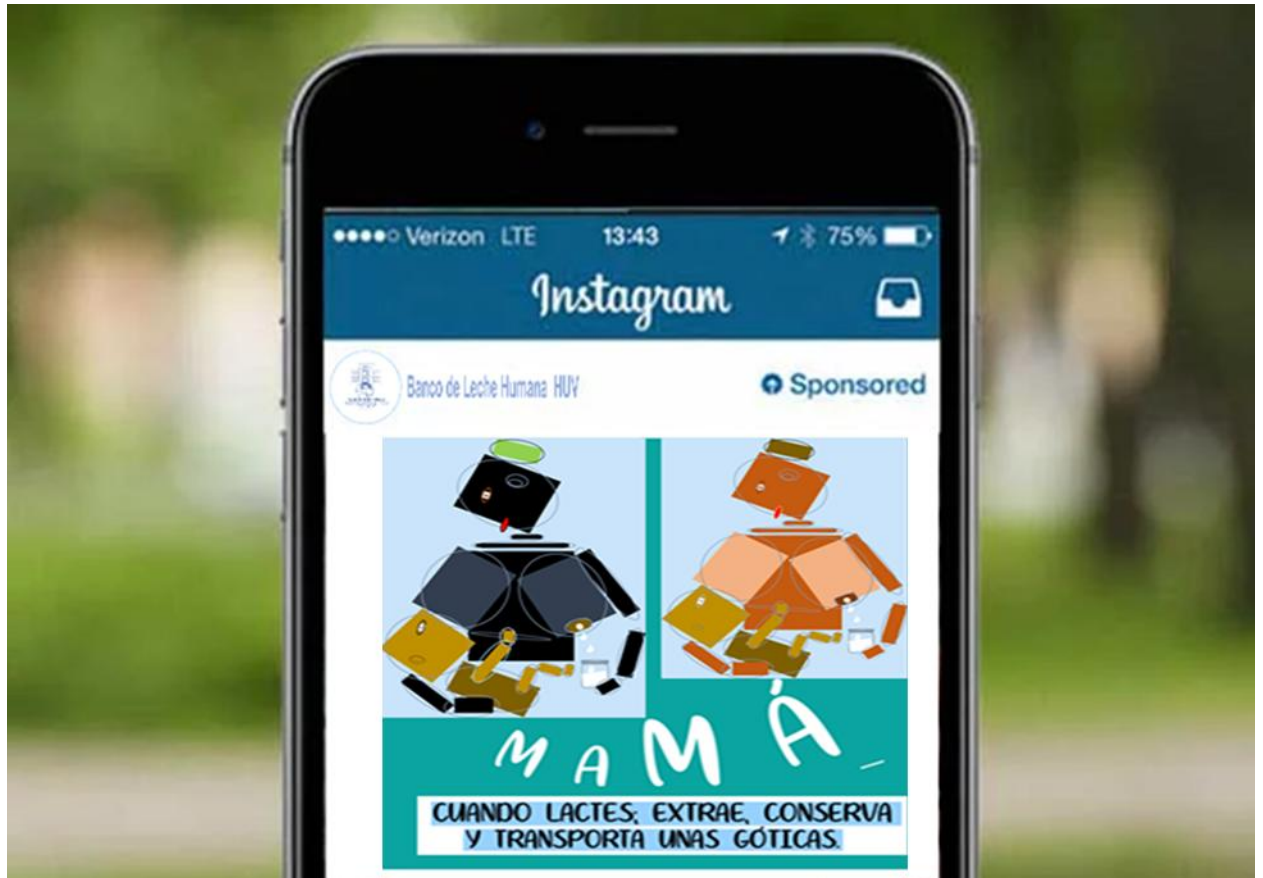 Verizon LTE 13:43 75%
Instagram
Banco de Leche Humana HUV
Sponsored
MAMÁ_
CUANDO LACTES; EXTRAE, CONSERVA
Y TRANSPORTA UNAS GÓTICAS.